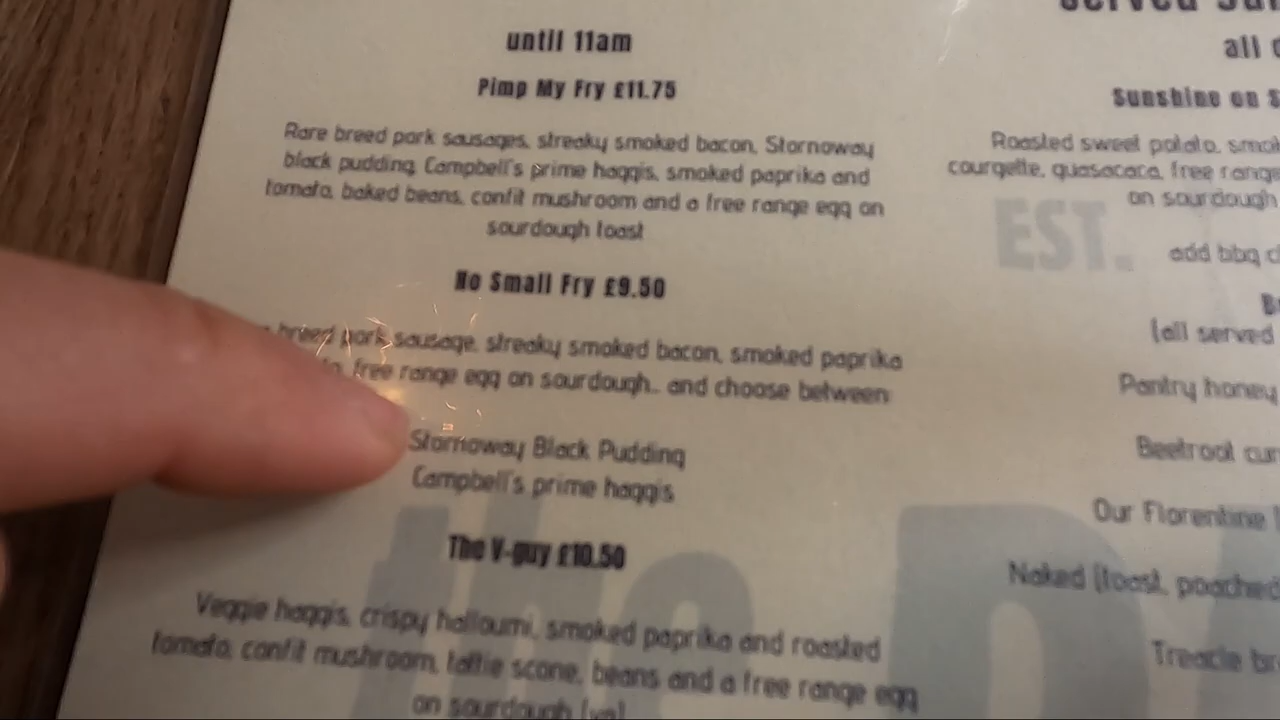 until 11am
Pimp My Fry £11.75
Rare breed pork sausages, streaky smoked bacon, Stornoway
black pudding, Campbell's prime haggis, smoked paprika and
tomato, baked beans, confit mushroom and a free range egg on
sourdough toast
No Small Fry £9.50
breed pork sausage, streaky smoked bacon, smoked paprika
free range egg on sourdough.. and choose between:
Stornoway Black Pudding
Campbell's prime haggis
The V-guy £10.50
Veggie haggis, crispy halloumi, smoked paprika and roasted
tomato, confit mushroom, tattie scone, beans and a free range egg
on sourdough (vo)
served
all
Sunshine on
Roasted sweet potato,
courgette, guasacaca, free range
on sourdough
EST.
add bbq
(all served
Pantry honey
Beetroot
Our Florentine
Naked (toast, poached
Treacle
the